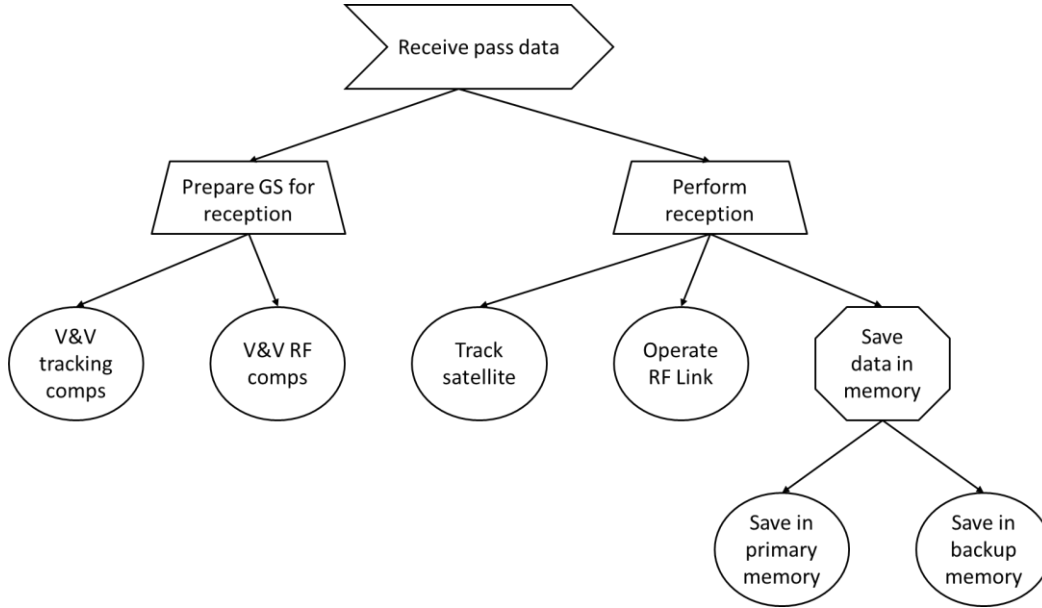 Receive pass data
Prepare GS for
reception
Perform
reception
V&V
tracking
comps
V&V RF
comps
Track
satellite
Operate
RF Link
Save
data in
memory
Save in
primary
memory
Save in
backup
memory